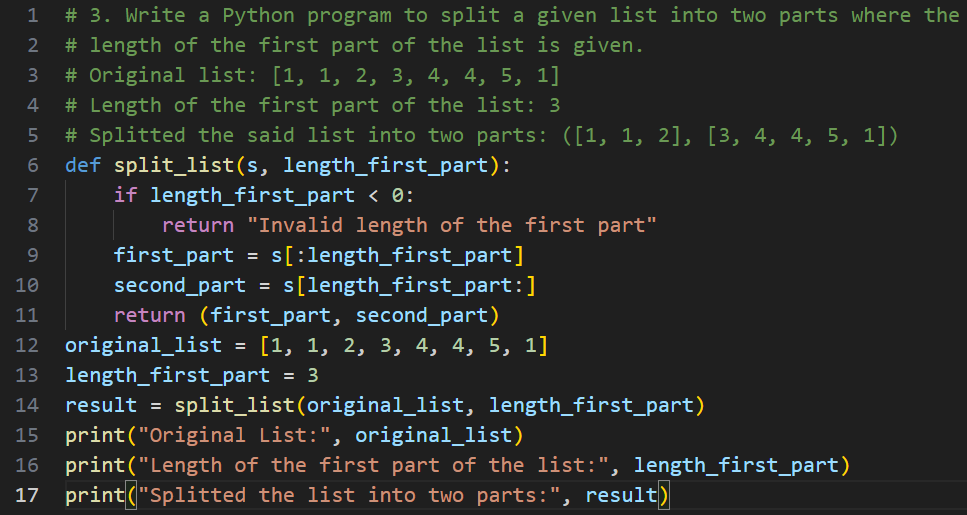 1 # 3. Write a Python program to split a given list into two parts where the
2 # length of the first part of the list is given.
3 # Original list: [1, 1, 2, 3, 4, 4, 5, 1]
4 # Length of the first part of the list: 3
5 # Splitted the said list into two parts: ([1, 1, 2], [3, 4, 4, 5, 1])
6 def split_list(s, length_first_part):
7     if length_first_part < 0:
8         return "Invalid length of the first part"
9     first_part = s[:length_first_part]
10     second_part = s[length_first_part:]
11     return (first_part, second_part)
12 original_list = [1, 1, 2, 3, 4, 4, 5, 1]
13 length_first_part = 3
14 result = split_list(original_list, length_first_part)
15 print("Original List:", original_list)
16 print("Length of the first part of the list:", length_first_part)
17 print("Splitted the list into two parts:", result)